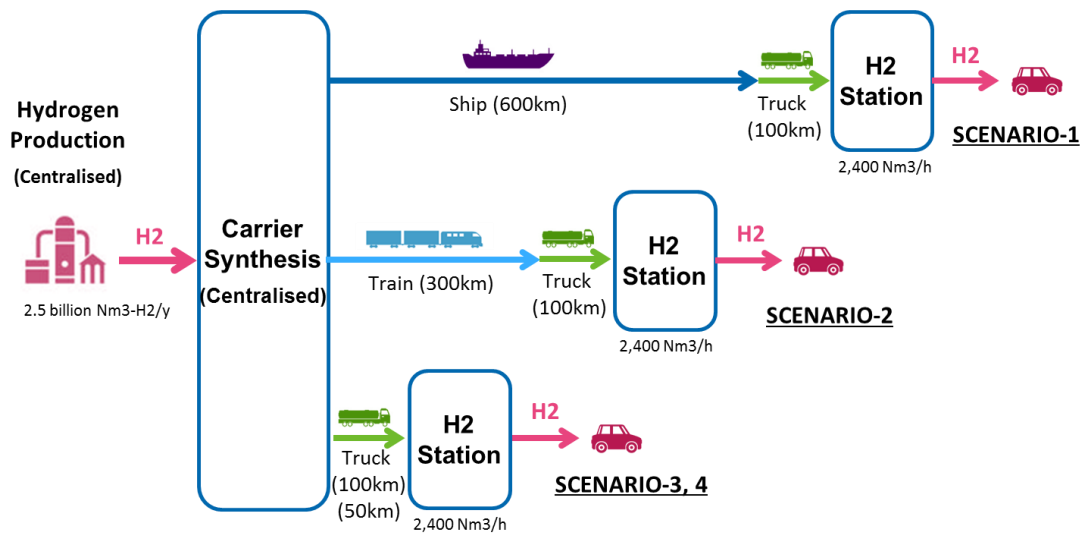 Hydrogen
Production
(Centralised)
H2
2.5 billion Nm3-H2/y
Carrier
Synthesis
(Centralised)
Ship (600km)
Truck
(100km)
H2
Station
2,400 Nm3/h
H2
SCENARIO-1
Train (300km)
Truck
(100km)
H2
Station
2,400 Nm3/h
H2
SCENARIO-2
Truck
(100km)
(50km)
H2
Station
2,400 Nm3/h
H2
SCENARIO-3, 4